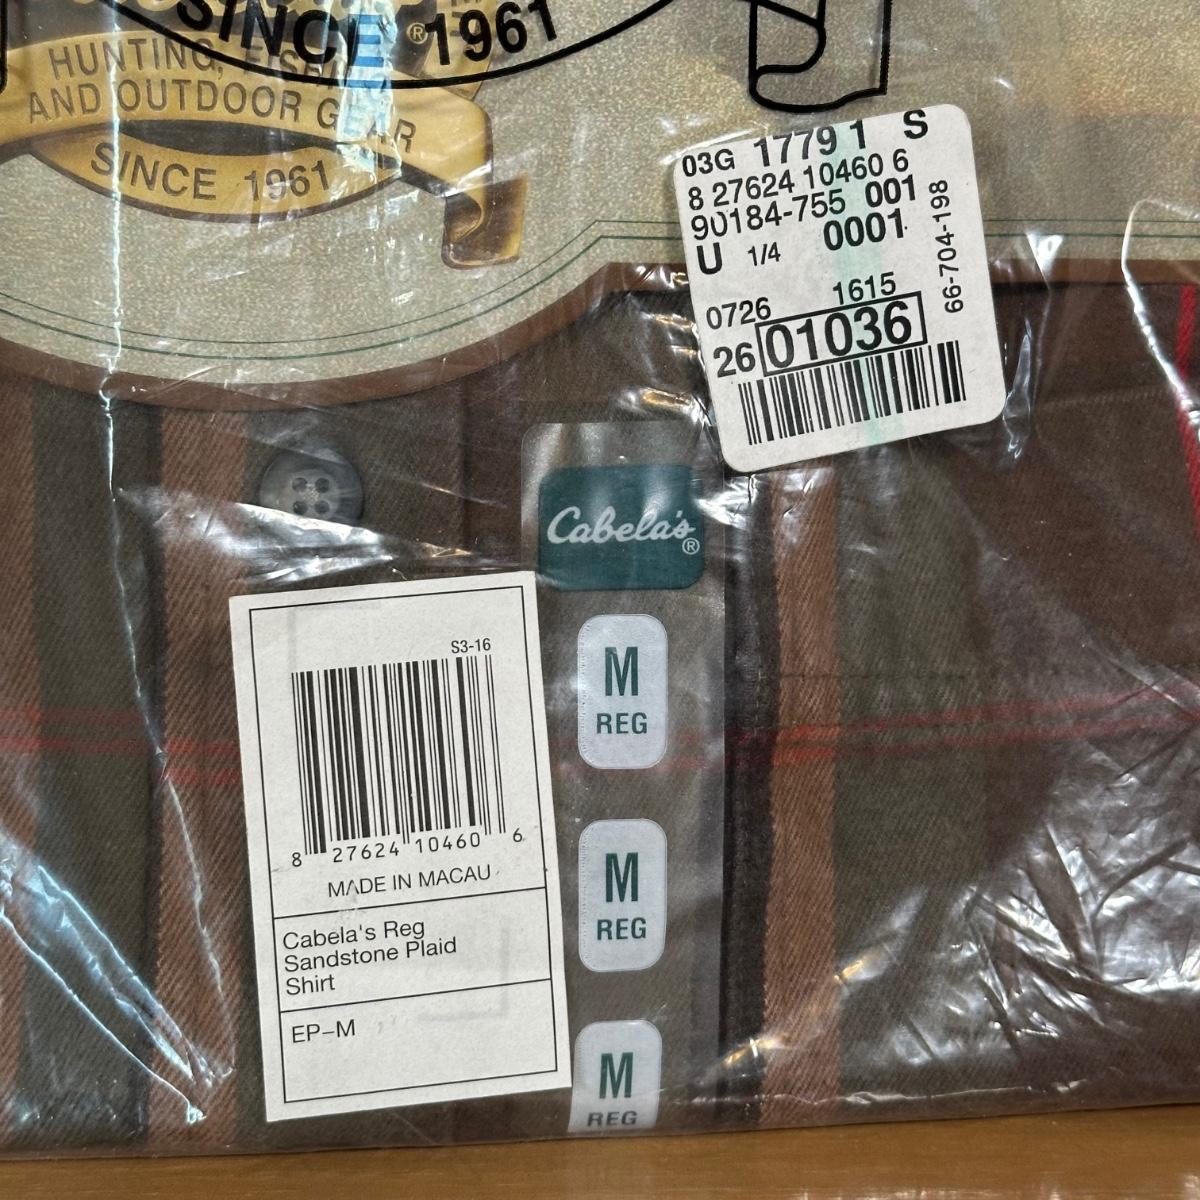 SINCE ® 1961
HUNTING, FISHING
AND OUTDOOR GEAR
SINCE 1961
03G 1779 1 S
8 27624 10460 6
90184-755 001
U 1/4 0001
66-704-198
0726 1615
26 01036
Cabela's®
M
REG
M
REG
M
REG
S3-16
8 27624 10460 6
MADE IN MACAU
Cabela's Reg
Sandstone Plaid
Shirt
EP-M